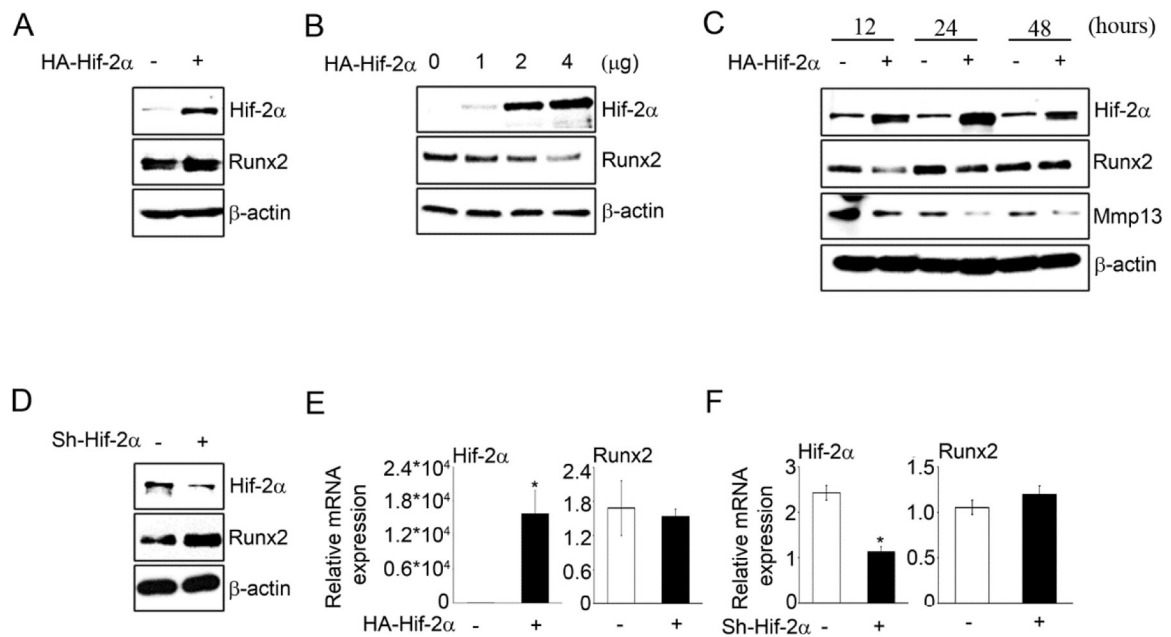 A
HA-Hif-2α - +
Hif-2α
Runx2
β-actin
B
HA-Hif-2α 0 1 2 4 (μg)
Hif-2α
Runx2
β-actin
C
12 24 48 (hours)
HA-Hif-2α - + - + - +
Hif-2α
Runx2
Mmp13
β-actin
D
Sh-Hif-2α - +
Hif-2α
Runx2
β-actin
E
Relative mRNA
expression
Hif-2α
2.4*10⁴
1.8*10⁴
1.2*10⁴
0.6*10⁴
0
*
Runx2
2.4
1.8
1.2
0.6
0
HA-Hif-2α - + - +
F
Relative mRNA
expression
Hif-2α
3
2
1
0
*
Runx2
1.5
1.0
0.5
0
Sh-Hif-2α - + - +